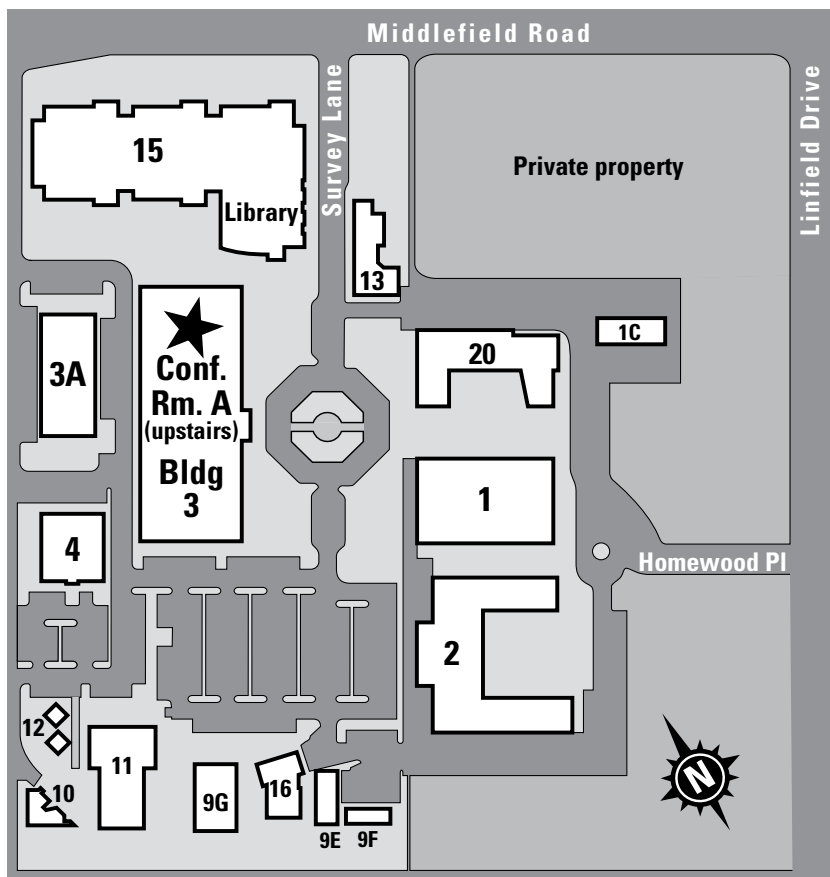 Middlefield Road
Survey Lane
Linfield Drive
15
Library
Private property
13
1C
20
3A
Conf.
Rm. A
(upstairs)
Bldg
3
1
4
Homewood Pl
2
12
11
10
9G
16
9E
9F
N